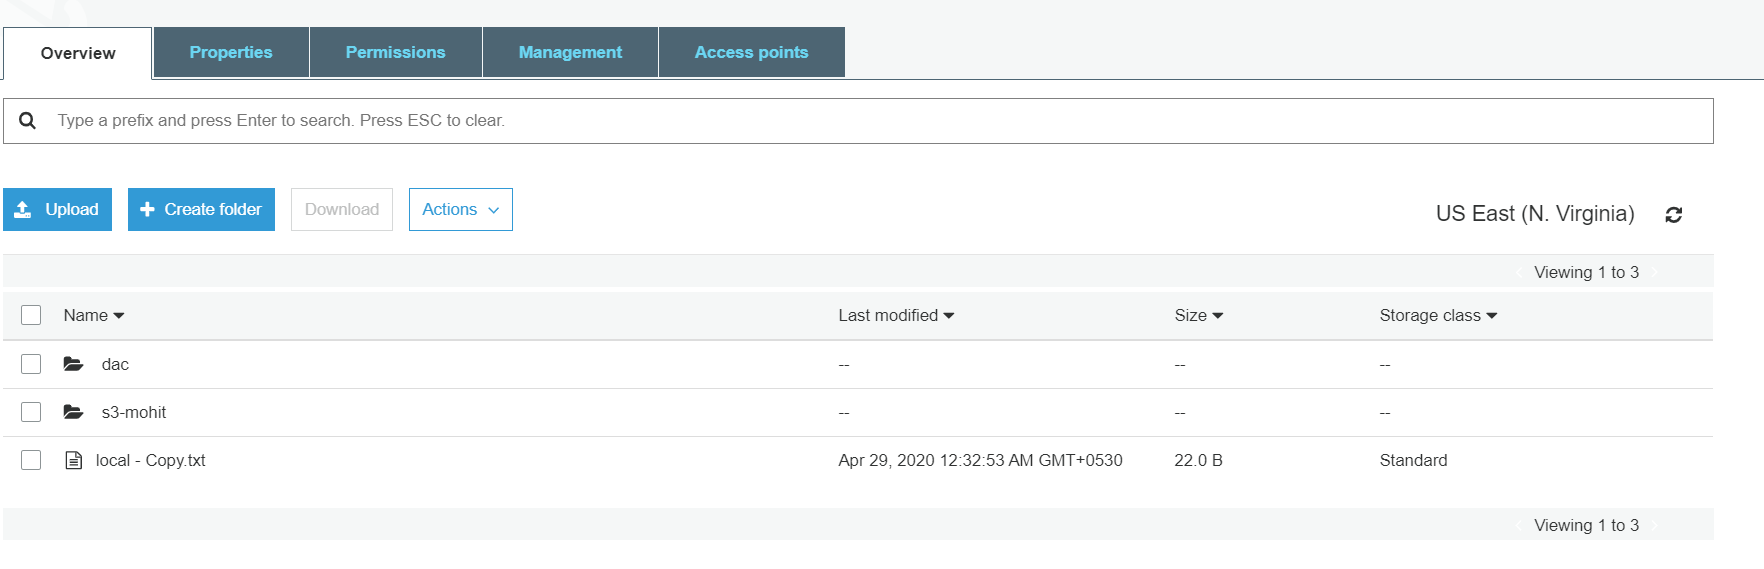 Overview Properties Permissions Management Access points
Type a prefix and press Enter to search. Press ESC to clear.
Upload Create folder Download Actions US East (N. Virginia)
Viewing 1 to 3
Name Last modified Size Storage class
dac -- -- --
s3-mohit -- -- --
local - Copy.txt Apr 29, 2020 12:32:53 AM GMT+0530 22.0 B Standard
Viewing 1 to 3